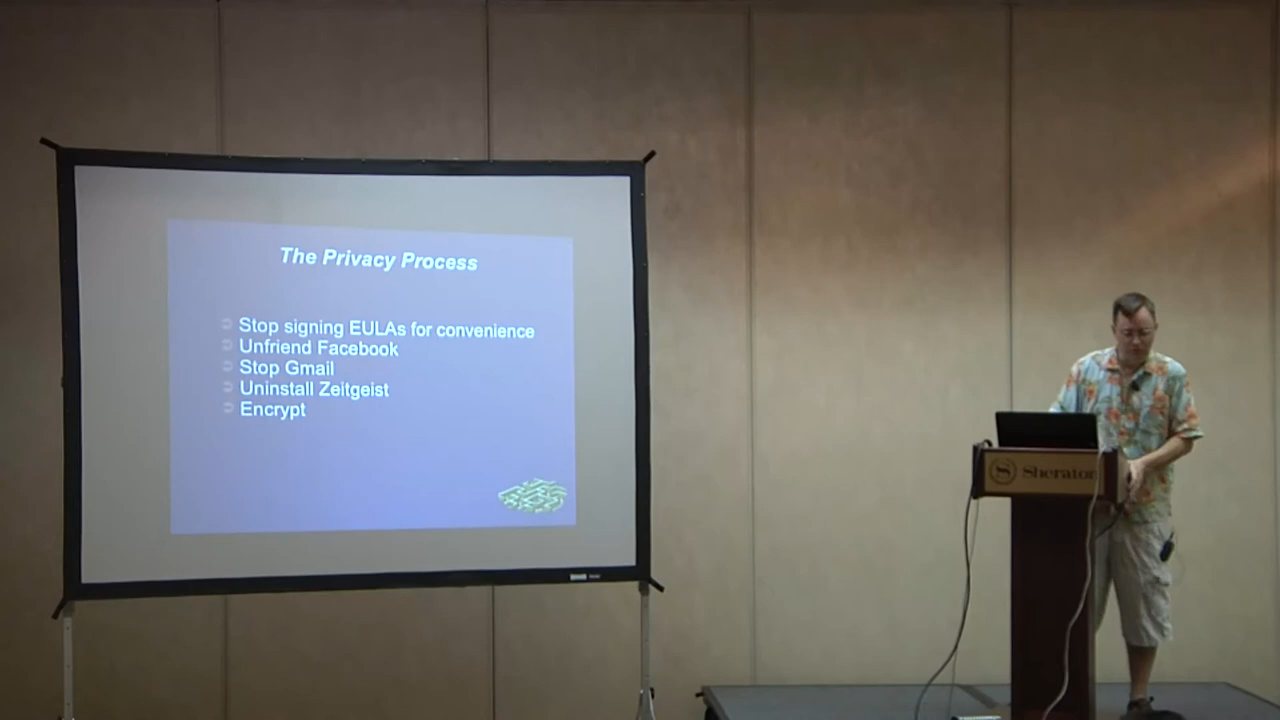 The Privacy Process
Stop signing EULAs for convenience
Unfriend Facebook
Stop Gmail
Uninstall Zeitgeist
Encrypt
S Sheraton